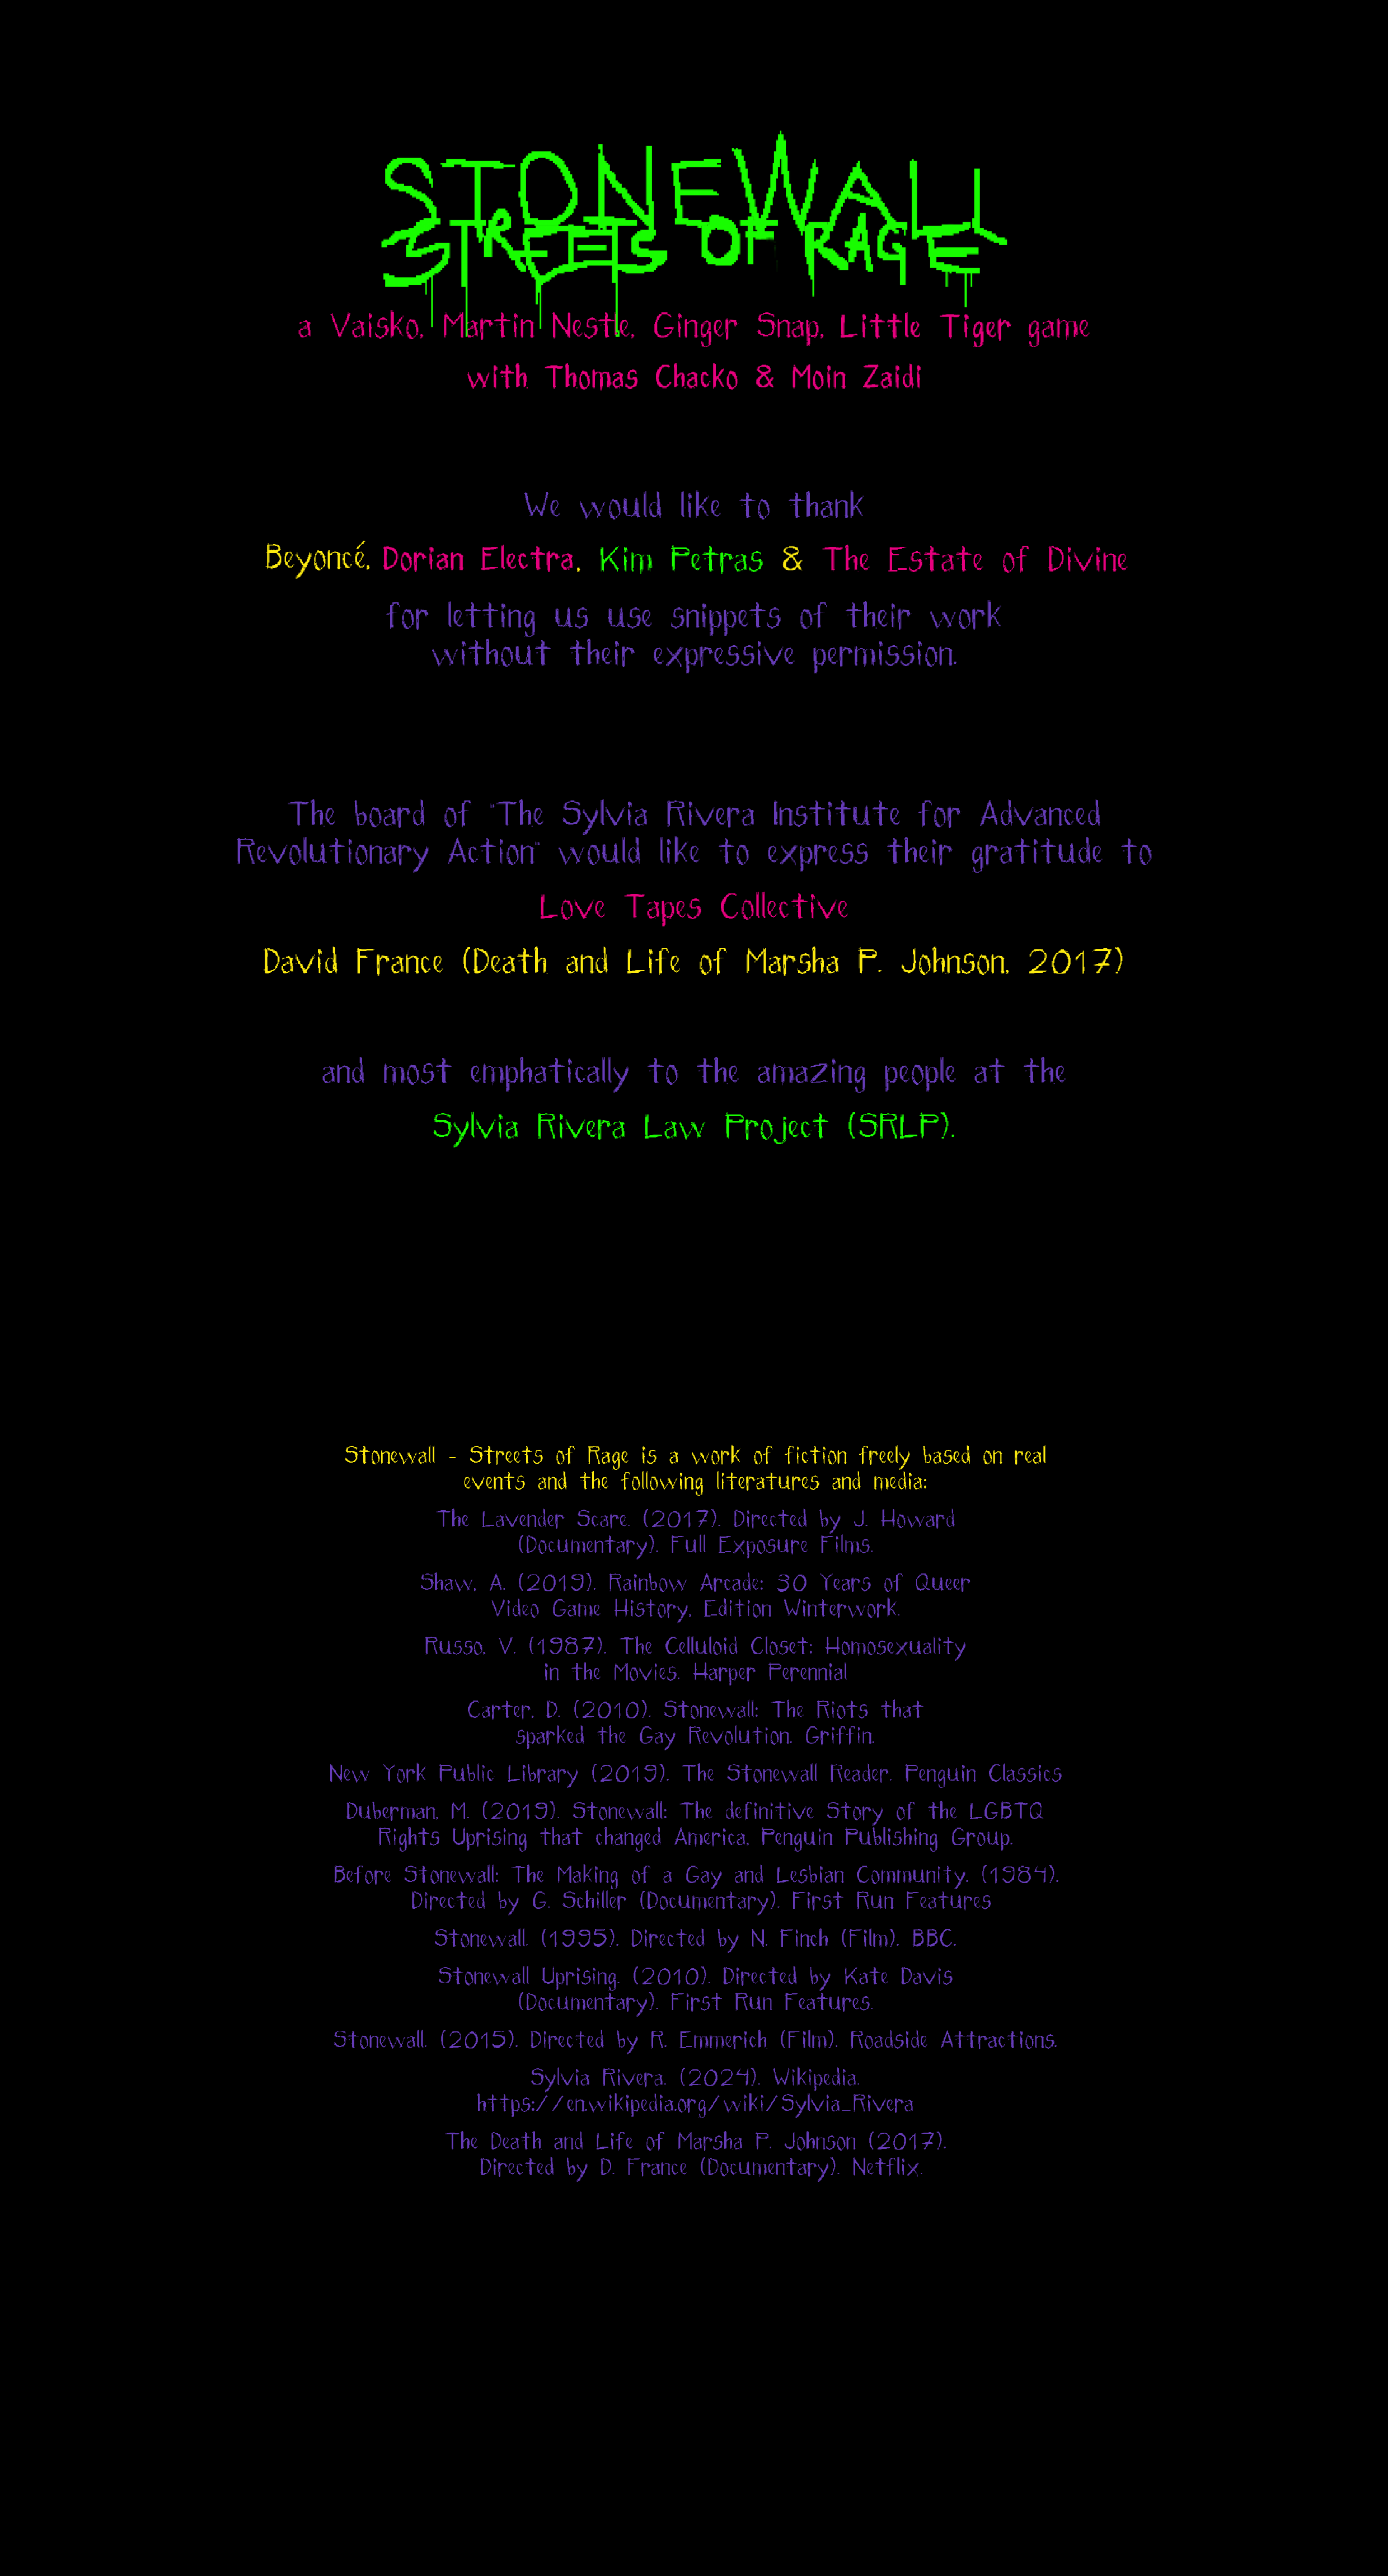 STONEWALL
STREETS OF RAGE
a Vaisko, Martin Nestle, Ginger Snap, Little Tiger game
with Thomas Chacko & Moin Zaidi
We would like to thank
Beyoncé, Dorian Electra, Kim Petras & The Estate of Divine
for letting us use snippets of their work
without their expressive permission.
The board of "The Sylvia Rivera Institute for Advanced
Revolutionary Action" would like to express their gratitude to
Love Tapes Collective
David France (Death and Life of Marsha P. Johnson, 2017)
and most emphatically to the amazing people at the
Sylvia Rivera Law Project (SRLP).
Stonewall - Streets of Rage is a work of fiction freely based on real
events and the following literatures and media:
The Lavender Scare. (2017). Directed by J. Howard
(Documentary). Full Exposure Films.
Shaw, A. (2019). Rainbow Arcade: 30 Years of Queer
Video Game History, Edition Winterwork.
Russo, V. (1987). The Celluloid Closet: Homosexuality
in the Movies. Harper Perennial
Carter, D. (2010). Stonewall: The Riots that
sparked the Gay Revolution. Griffin.
New York Public Library (2019). The Stonewall Reader. Penguin Classics
Duberman, M. (2019). Stonewall: The definitive Story of the LGBTQ
Rights Uprising that changed America. Penguin Publishing Group.
Before Stonewall: The Making of a Gay and Lesbian Community. (1984).
Directed by G. Schiller (Documentary). First Run Features
Stonewall. (1995). Directed by N. Finch (Film). BBC.
Stonewall Uprising. (2010). Directed by Kate Davis
(Documentary). First Run Features.
Stonewall. (2015). Directed by R. Emmerich (Film). Roadside Attractions.
Sylvia Rivera. (2024). Wikipedia.
https://en.wikipedia.org/wiki/Sylvia_Rivera
The Death and Life of Marsha P. Johnson (2017).
Directed by D. France (Documentary). Netflix.